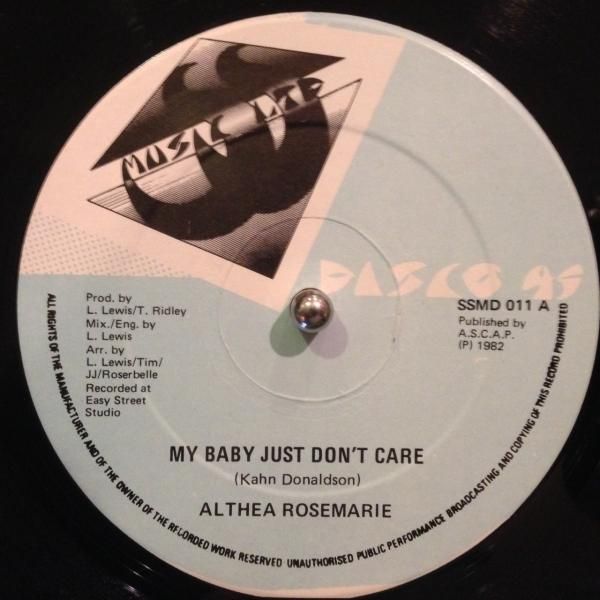 MUSIC LTD
DISCO 45
SSMD 011 A
Published by
A.S.C.A.P.
(P) 1982
Prod. by
L. Lewis/T. Ridley
Mix./Eng. by
L. Lewis
Arr. by
L. Lewis/Tim/
JJ/Roserbelle
Recorded at
Easy Street
Studio
MY BABY JUST DON'T CARE
(Kahn Donaldson)
ALTHEA ROSEMARIE
ALL RIGHTS OF THE MANUFACTURER AND OF THE OWNER OF THE RECORDED WORK RESERVED UNAUTHORISED PUBLIC PERFORMANCE BROADCASTING AND COPYING OF THIS RECORD PROHIBITED